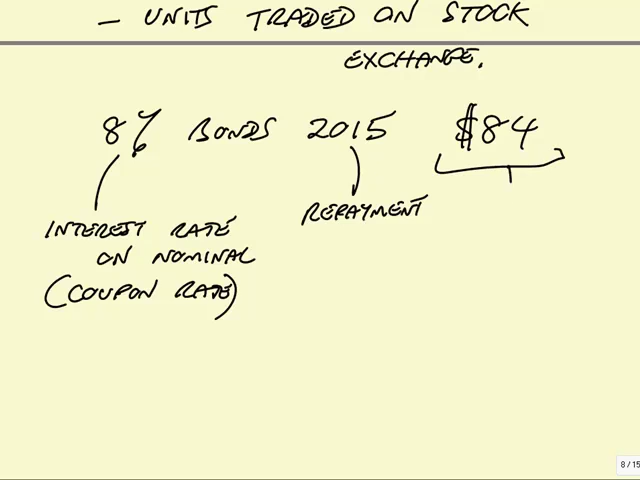 — UNITS TRADED ON STOCK
EXCHANGE.
8% BONDS 2015 $84
INTEREST RATE
ON NOMINAL
(COUPON RATE)
REPAYMENT
8 / 15